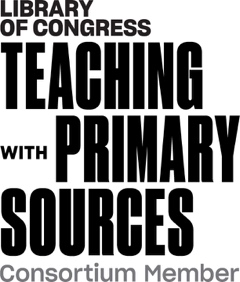 LIBRARY
OF CONGRESS
TEACHING
WITH PRIMARY
SOURCES
Consortium Member